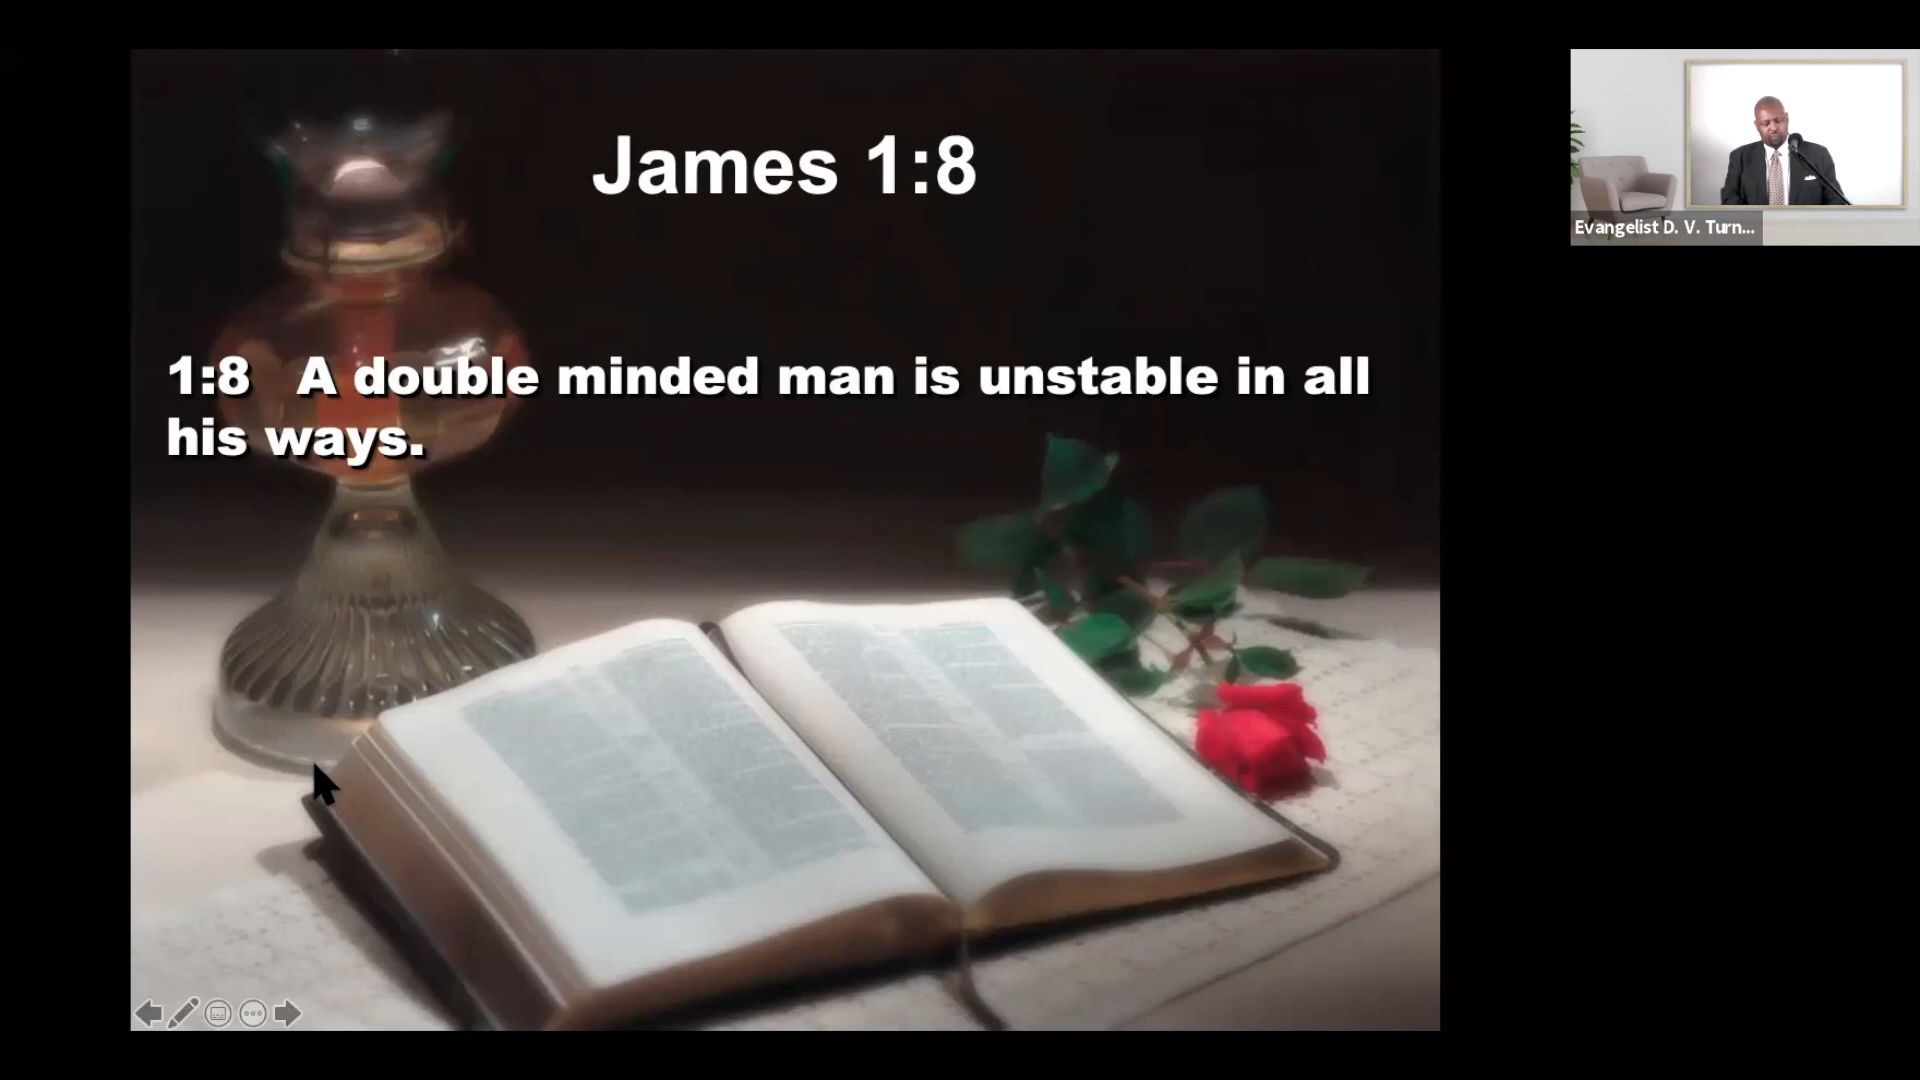 James 1:8
1:8 A double minded man is unstable in all
his ways.
Evangelist D. V. Turn...